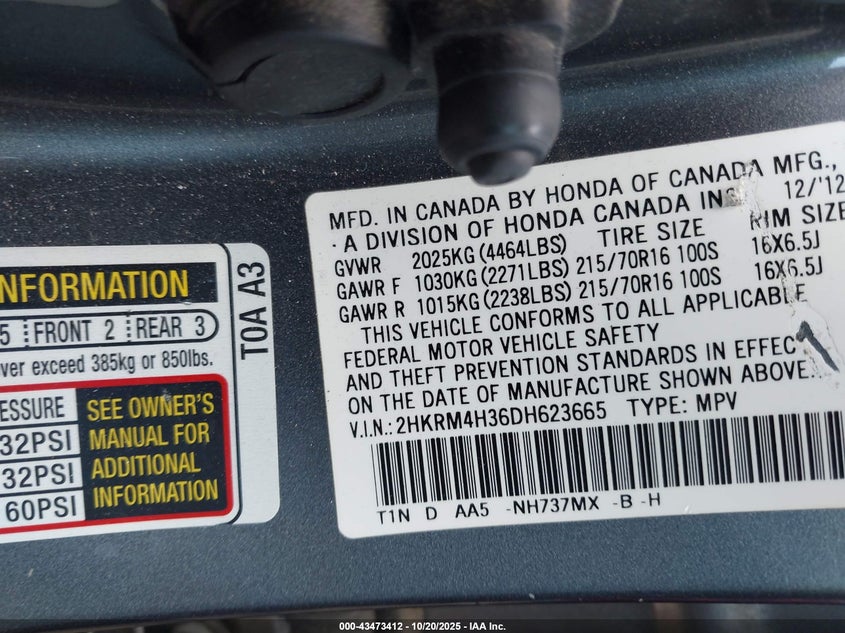 NFORMATION
5 FRONT 2 REAR 3
ver exceed 385kg or 850lbs.
ESSURE
32PSI
32PSI
60PSI
SEE OWNER'S
MANUAL FOR
ADDITIONAL
INFORMATION
T0A A3
MFD. IN CANADA BY HONDA OF CANADA MFG.,
A DIVISION OF HONDA CANADA INC. 12/'12
GVWR 2025KG (4464LBS) TIRE SIZE RIM SIZE
GAWR F 1030KG (2271LBS) 215/70R16 100S 16X6.5J
GAWR R 1015KG (2238LBS) 215/70R16 100S 16X6.5J
THIS VEHICLE CONFORMS TO ALL APPLICABLE
FEDERAL MOTOR VEHICLE SAFETY
AND THEFT PREVENTION STANDARDS IN EFFECT
ON THE DATE OF MANUFACTURE SHOWN ABOVE.
V.I.N.: 2HKRM4H36DH623665 TYPE: MPV
T1N D AA5 -NH737MX -B -H
000-43473412 - 10/20/2025 - IAA Inc.